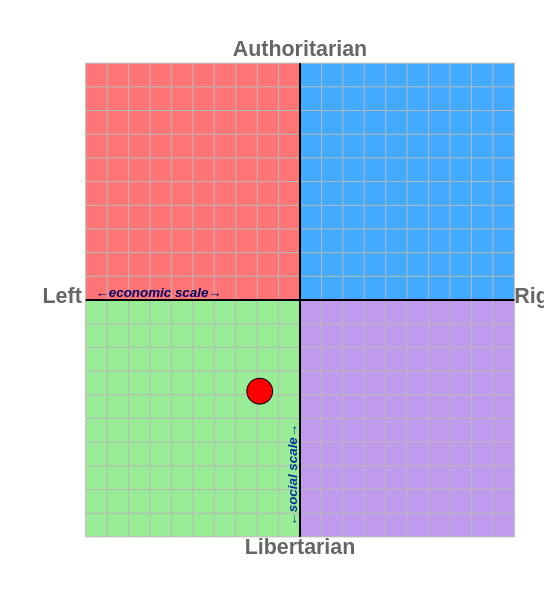 Authoritarian
Left
←economic scale→
Rig
←social scale→
Libertarian